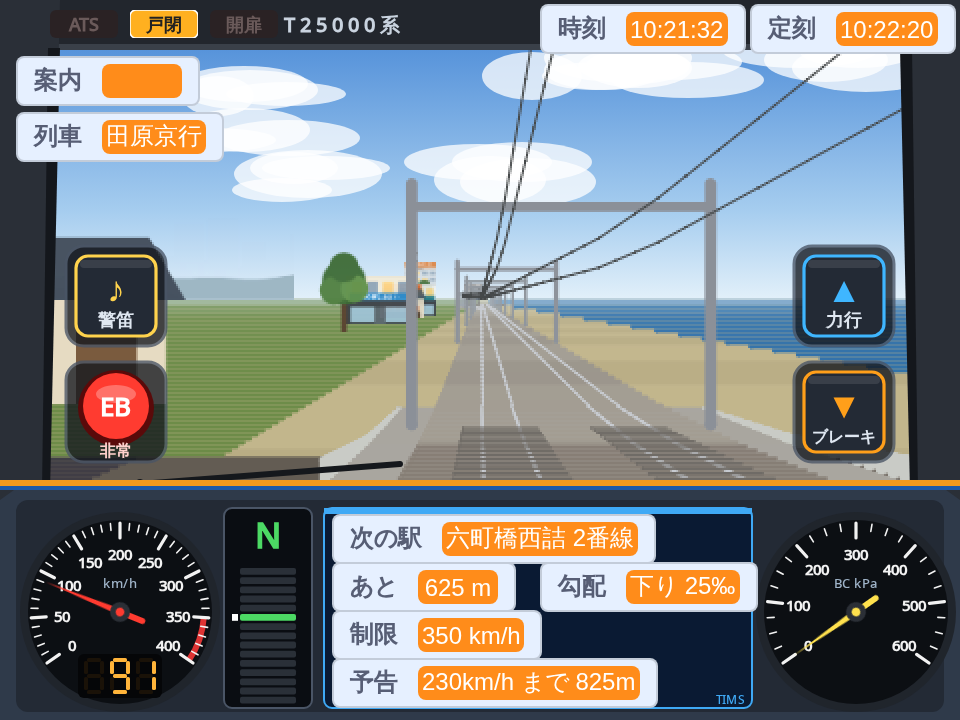 ATS 戸閉 開扉 T25000系
時刻 10:21:32 定刻 10:22:20
案内
列車 田原京行
♪
警笛
EB
非常
▲
力行
▼
ブレーキ
0 50 100 150 200 250 300 350 400
km/h
91
N
次の駅 六町橋西詰 2番線
あと 625 m 勾配 下り 25‰
制限 350 km/h
予告 230km/h まで 825m
TIMS
0 100 200 300 400 500 600
BC kPa